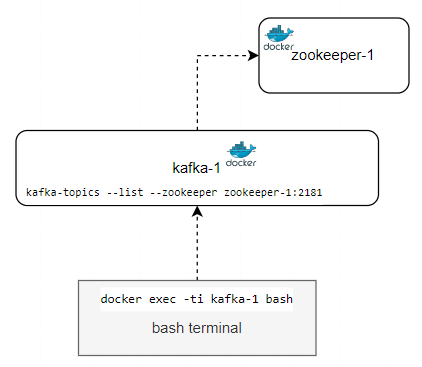 docker
zookeeper-1
kafka-1
docker
kafka-topics --list --zookeeper zookeeper-1:2181
docker exec -ti kafka-1 bash
bash terminal